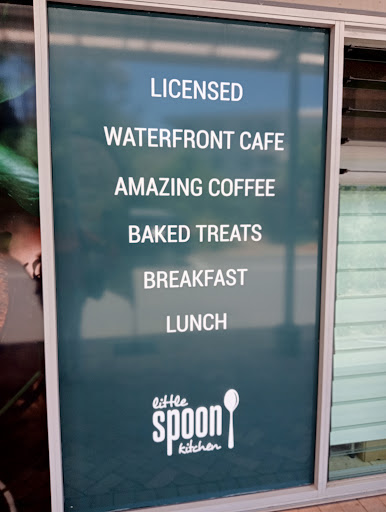 LICENSED
WATERFRONT CAFE
AMAZING COFFEE
BAKED TREATS
BREAKFAST
LUNCH
little
spoon
kitchen